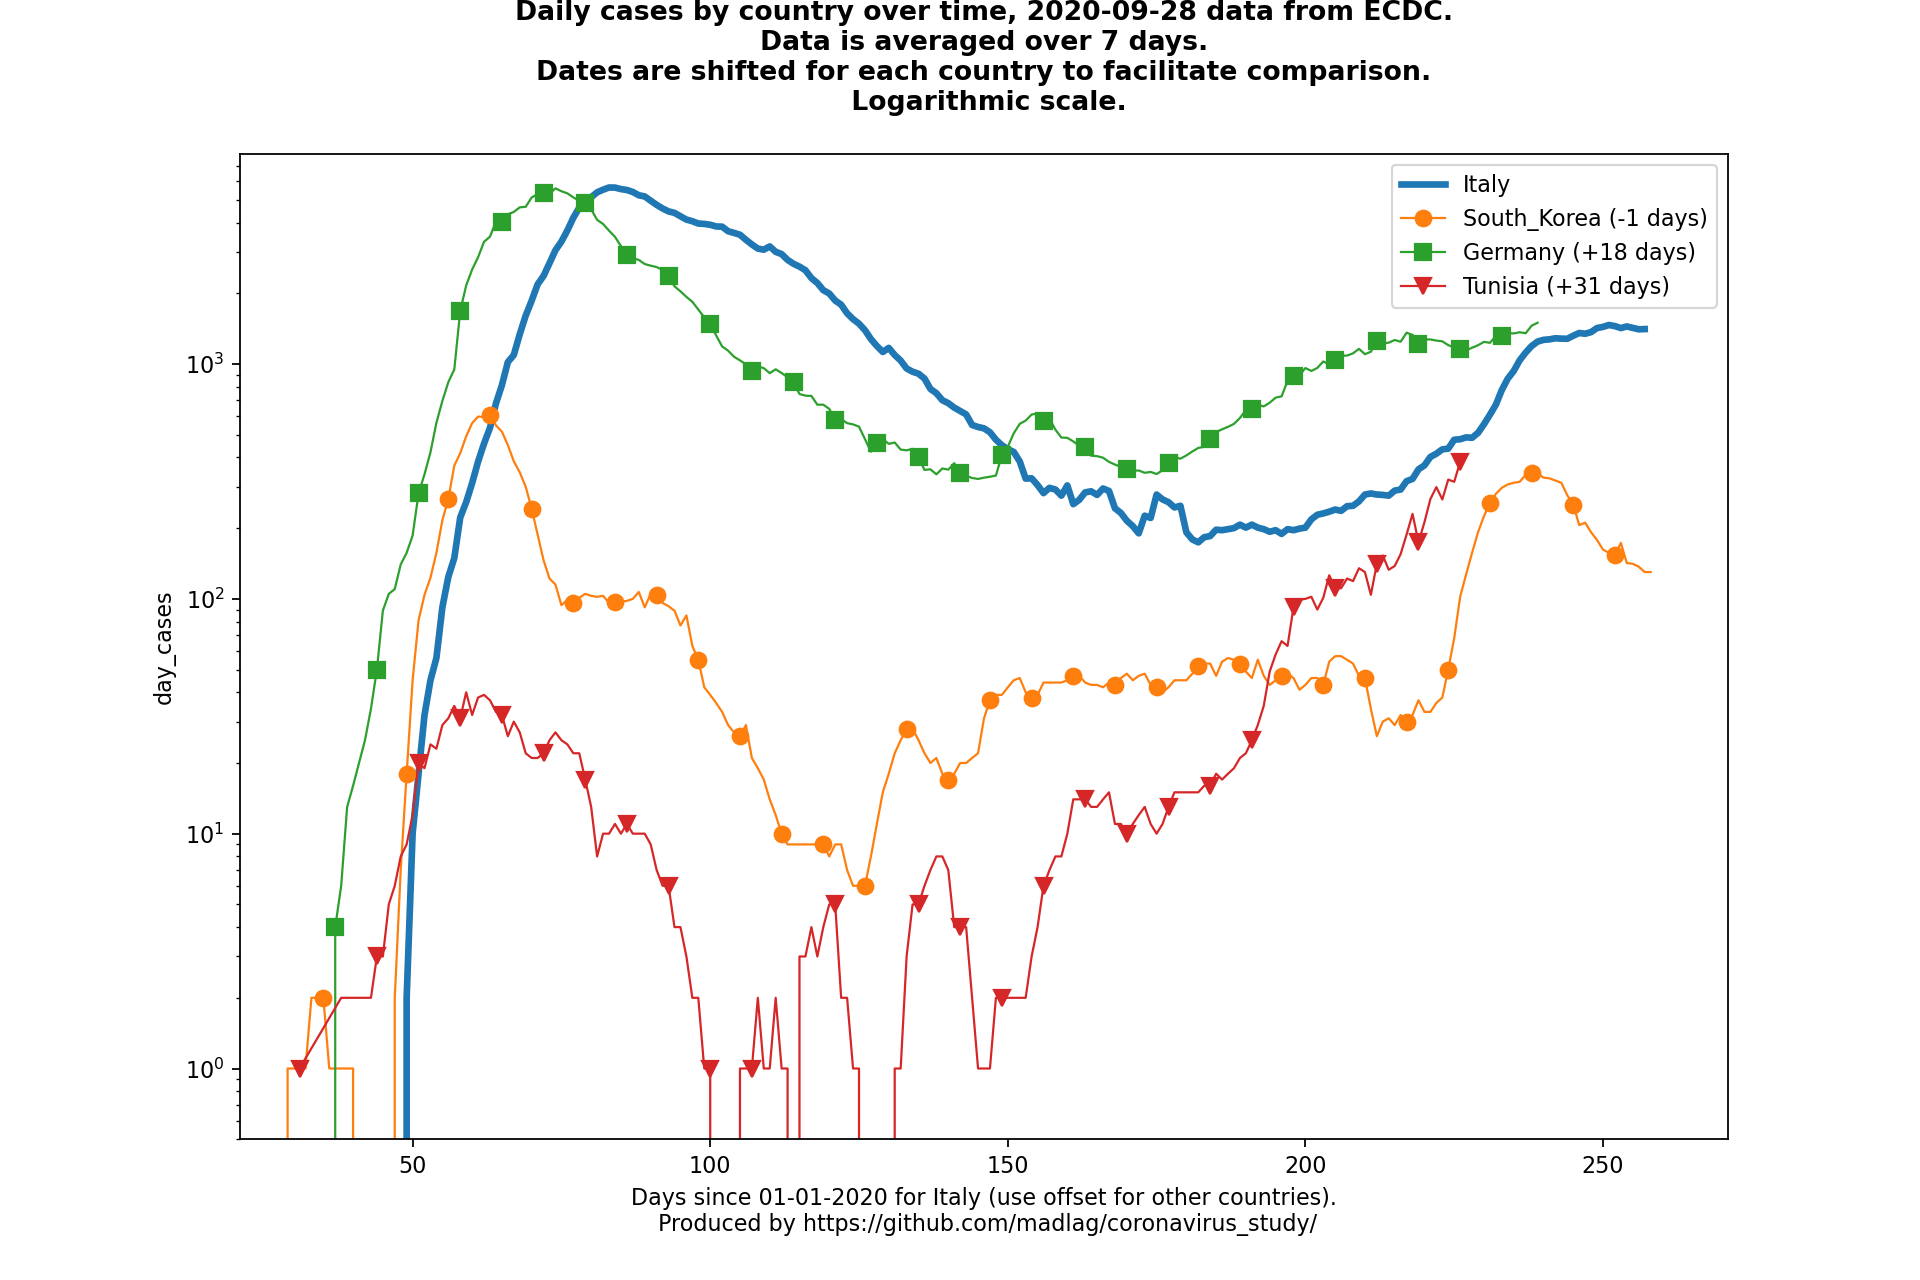 Daily cases by country over time, 2020-09-28 data from ECDC.
Data is averaged over 7 days.
Dates are shifted for each country to facilitate comparison.
Logarithmic scale.
Italy
South_Korea (-1 days)
Germany (+18 days)
Tunisia (+31 days)
day_cases
10³
10²
10¹
10⁰
50 100 150 200 250
Days since 01-01-2020 for Italy (use offset for other countries).
Produced by https://github.com/madlag/coronavirus_study/